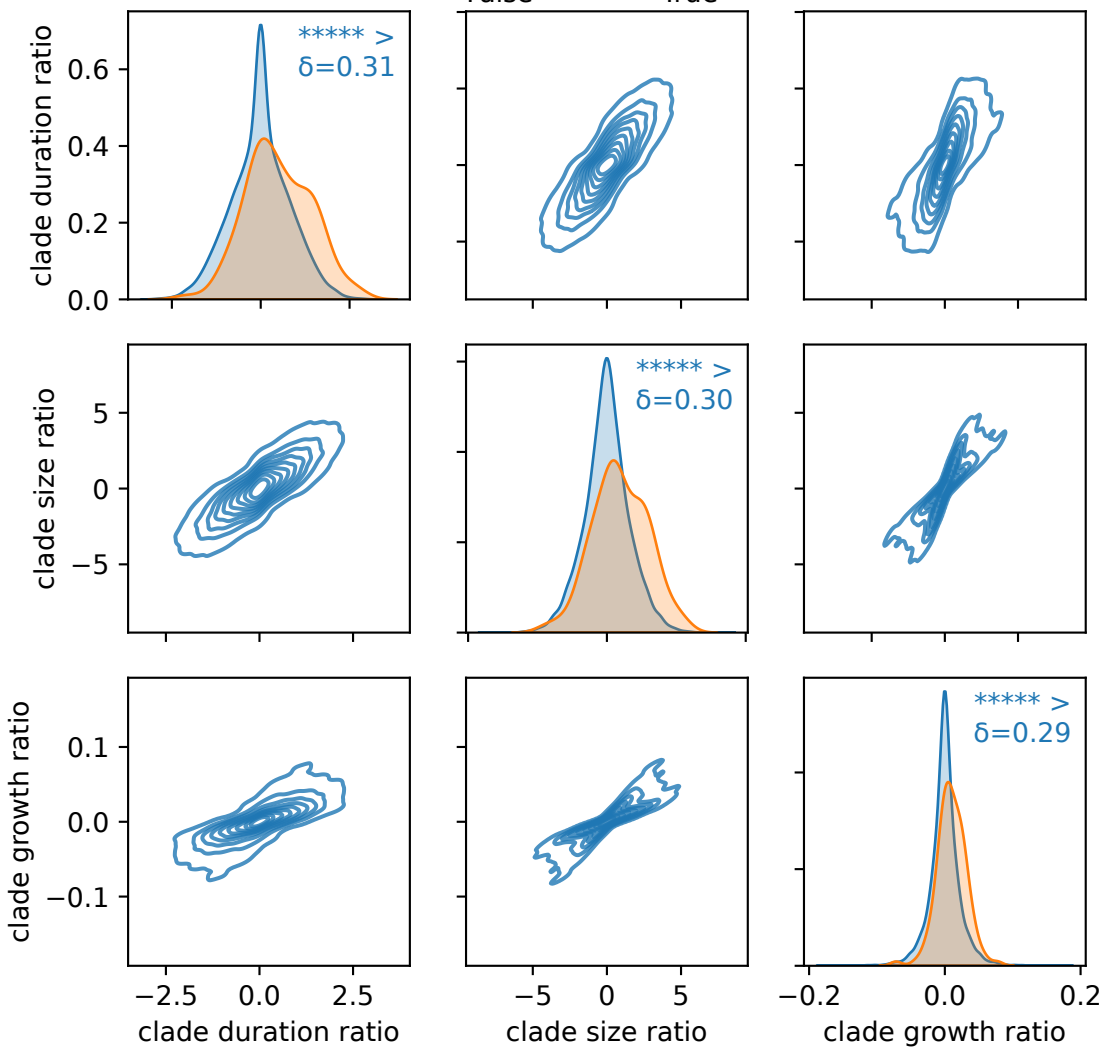 ***** >
δ=0.31
clade duration ratio
0.6
0.4
0.2
0.0
***** >
δ=0.30
clade size ratio
5
0
−5
***** >
δ=0.29
clade growth ratio
0.1
0.0
−0.1
−2.5 0.0 2.5
−5 0 5
−0.2 0.0 0.2
clade duration ratio
clade size ratio
clade growth ratio